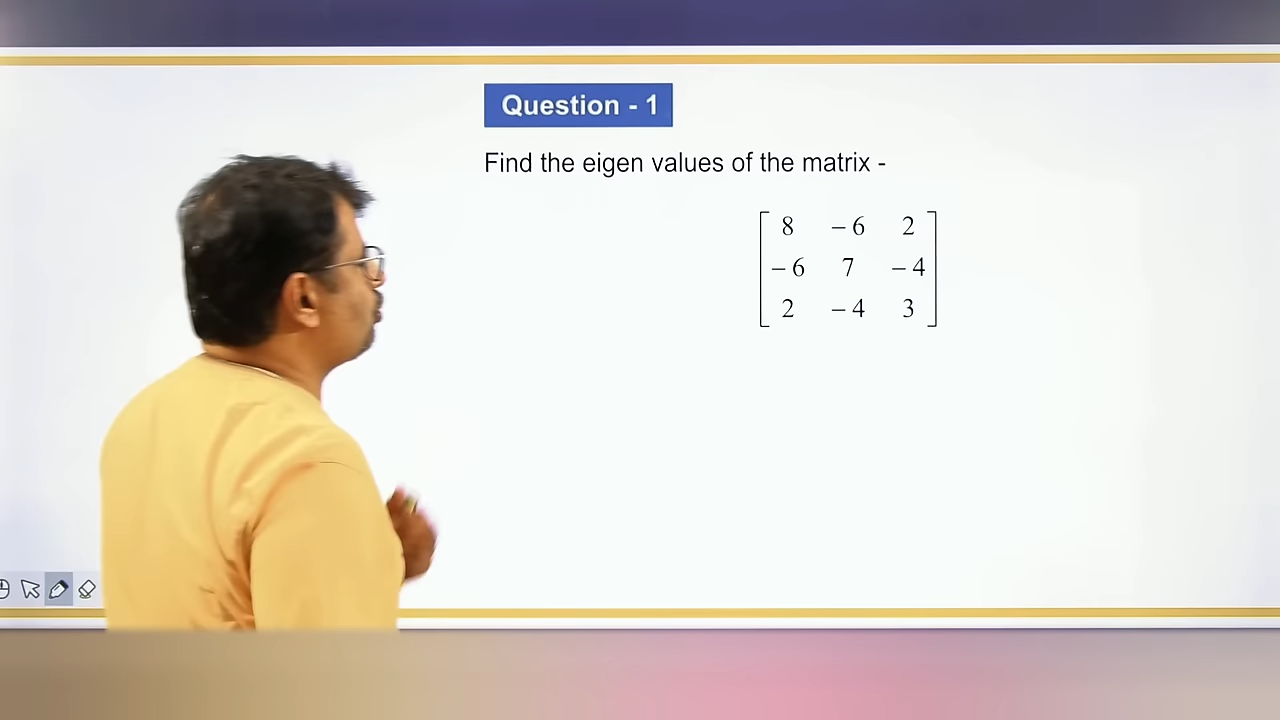 Question - 1
Find the eigen values of the matrix -
8 − 6 2
− 6 7 − 4
2 − 4 3